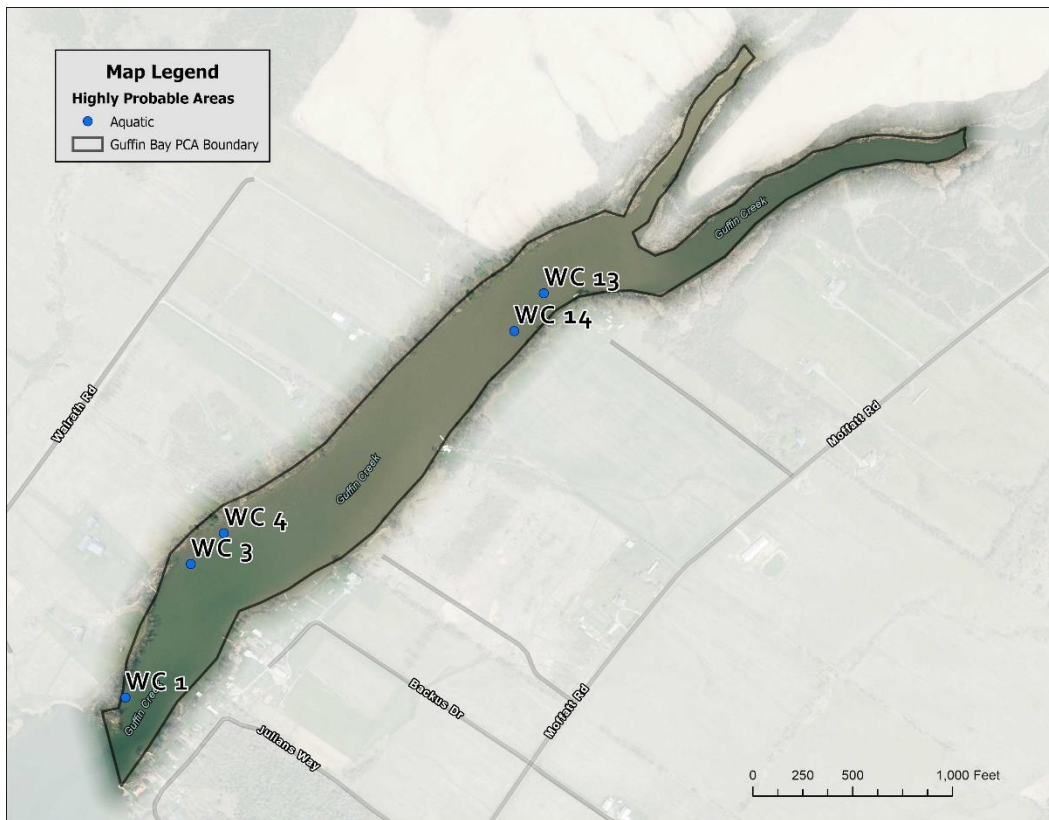 Map Legend
Highly Probable Areas
Aquatic
Guffin Bay PCA Boundary
Guffin Creek
WC 13
WC 14
Walrath Rd
Moffatt Rd
Guffin Creek
WC 4
WC 3
WC 1
Guffin Creek
Backus Dr
Moffatt Rd
Julians Way
0 250 500 1,000 Feet